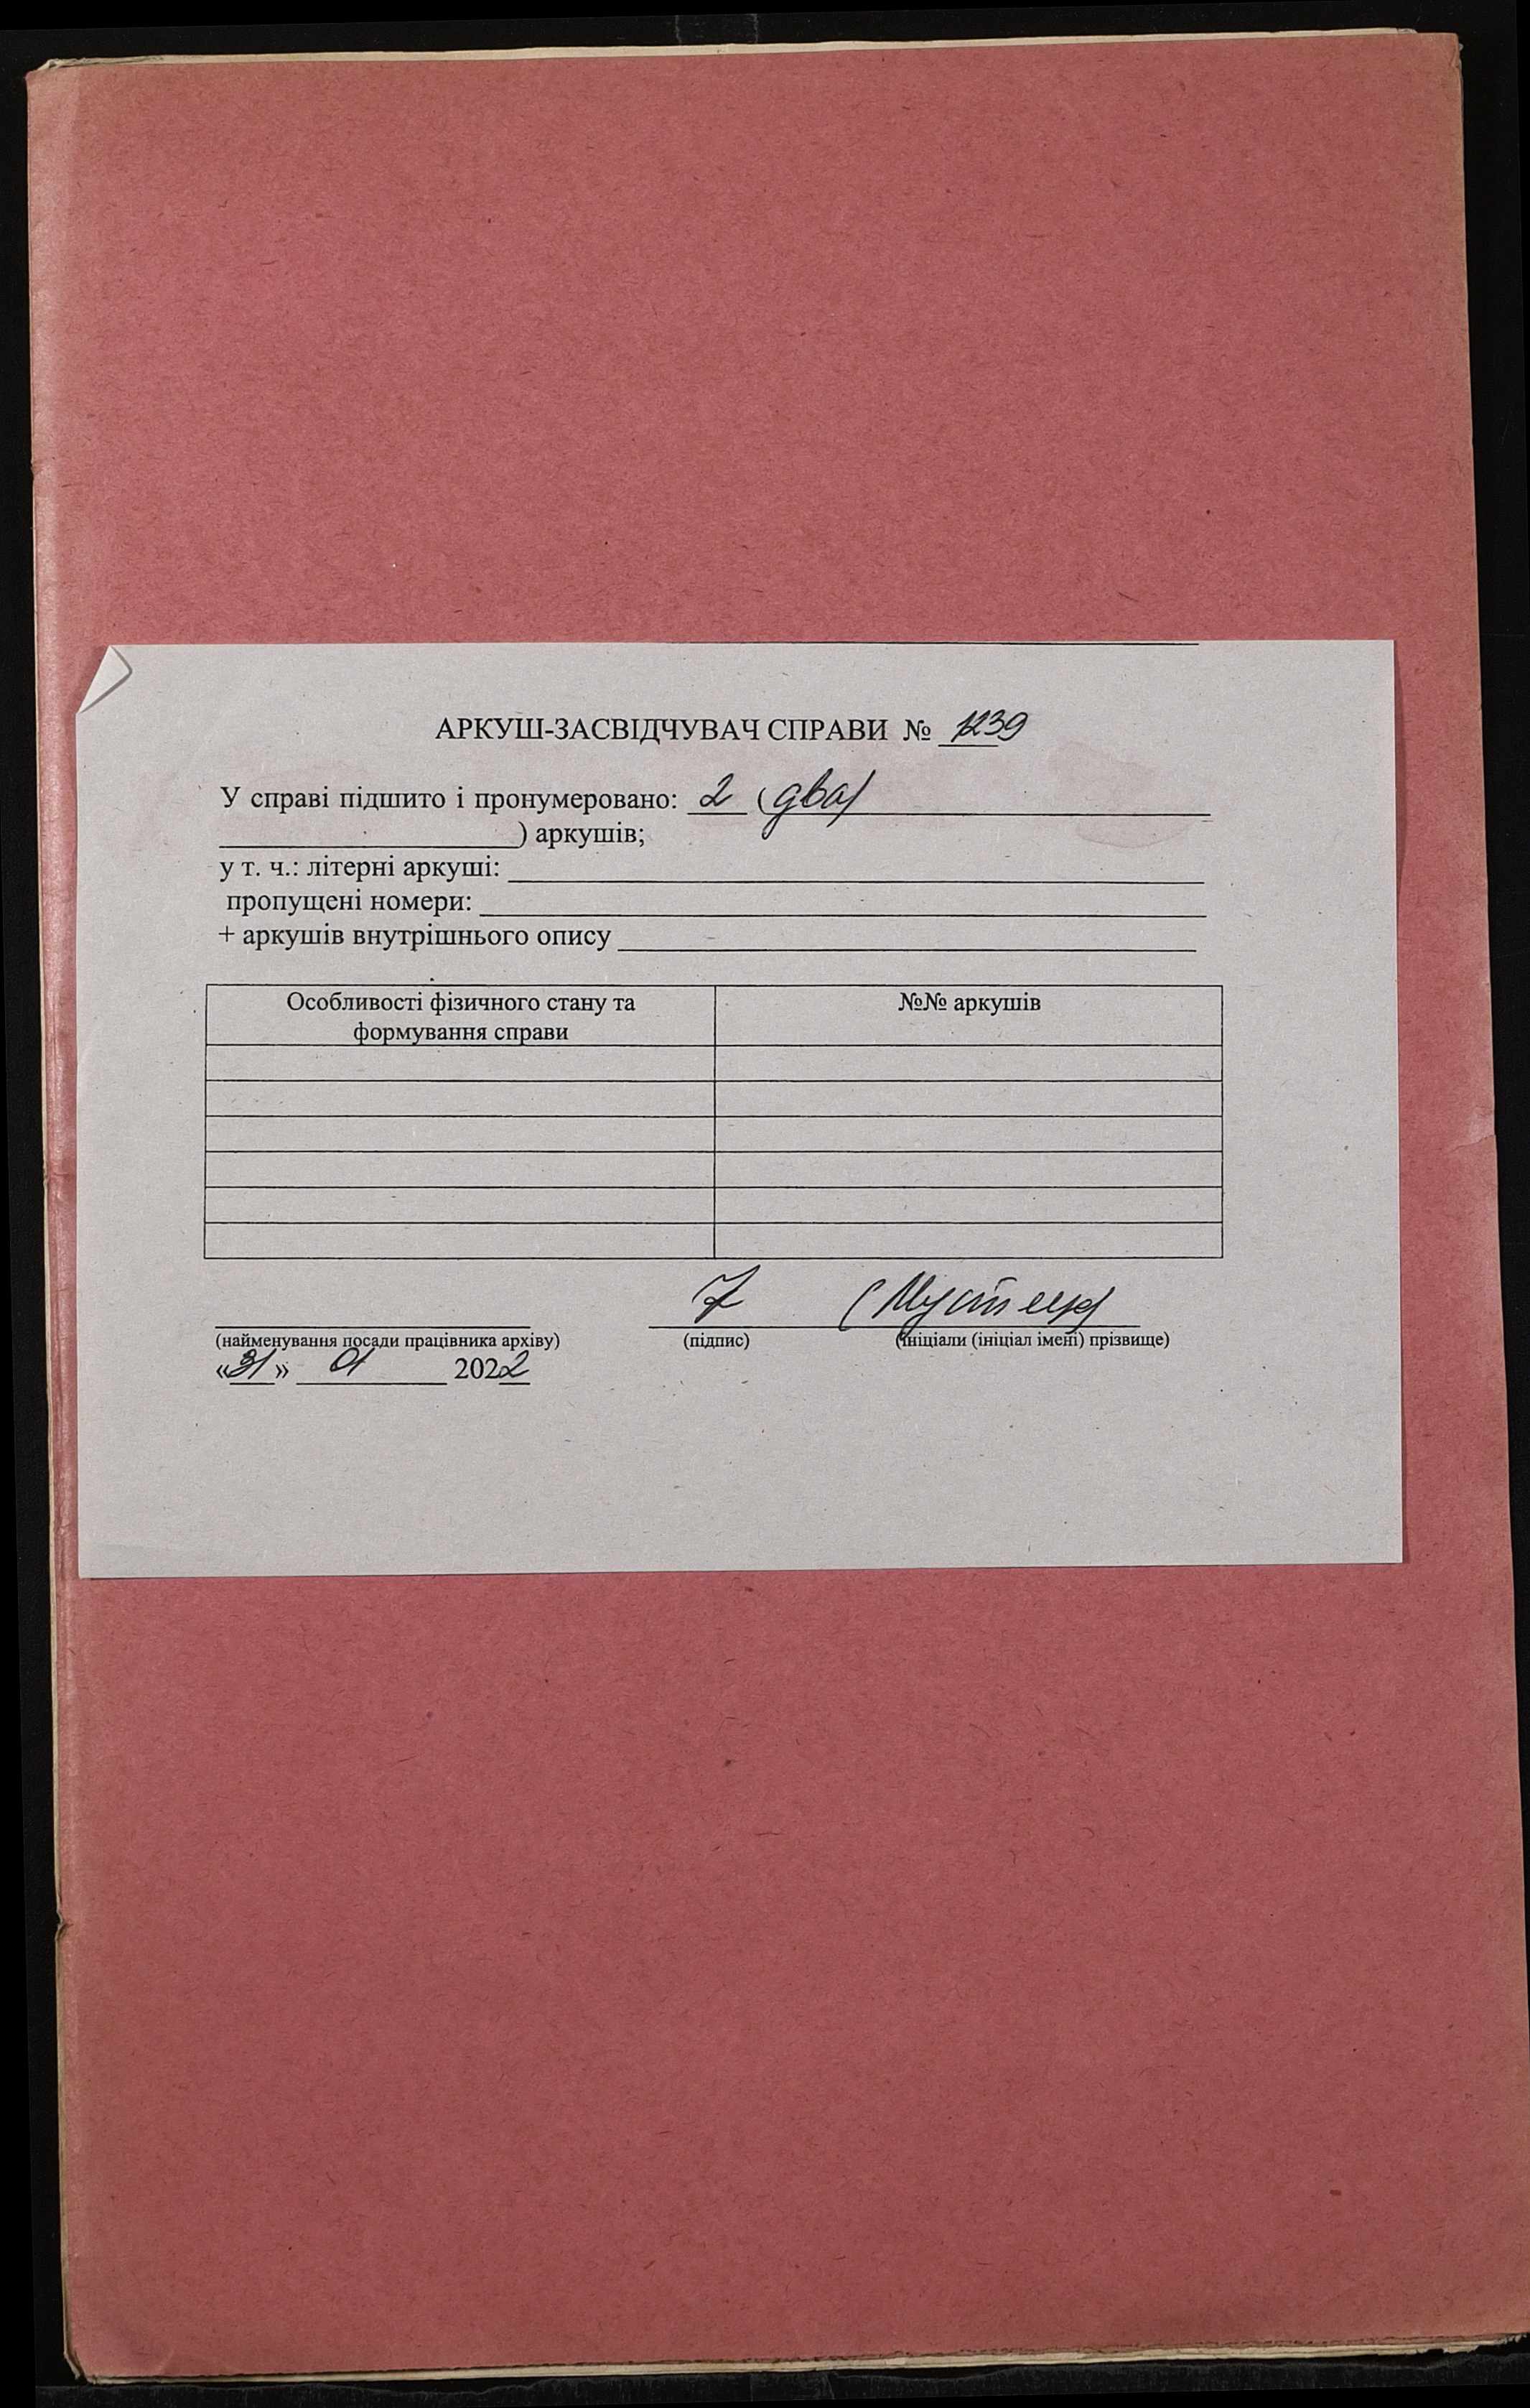 АРКУШ-ЗАСВІДЧУВАЧ СПРАВИ № 1239
У справі підшито і пронумеровано: 2 (два)
) аркушів;
у т. ч.: літерні аркуші:
пропущені номери:
+ аркушів внутрішнього опису
Особливості фізичного стану та формування справи
№№ аркушів
(найменування посади працівника архіву) (підпис) (ініціали (ініціал імені) прізвище)
«31» 01 2022